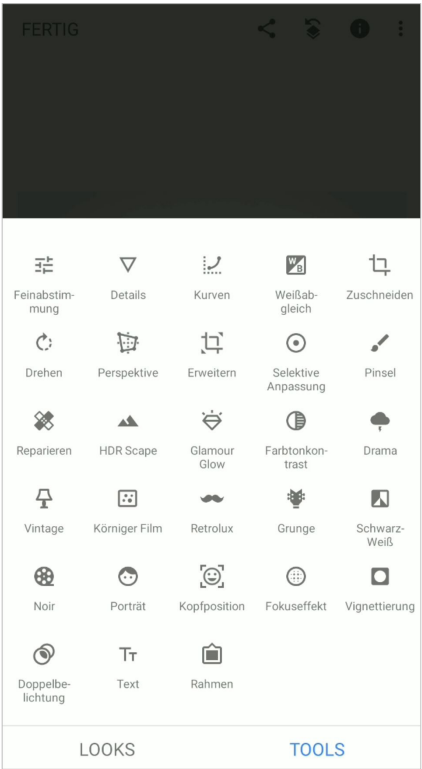 FERTIG
Feinabstim-
mung
Details
Kurven
Weißab-
gleich
Zuschneiden
Drehen
Perspektive
Erweitern
Selektive
Anpassung
Pinsel
Reparieren
HDR Scape
Glamour
Glow
Farbtonkon-
trast
Drama
Vintage
Körniger Film
Retrolux
Grunge
Schwarz-
Weiß
Noir
Porträt
Kopfposition
Fokuseffekt
Vignettierung
Doppelbe-
lichtung
Text
Rahmen
LOOKS
TOOLS